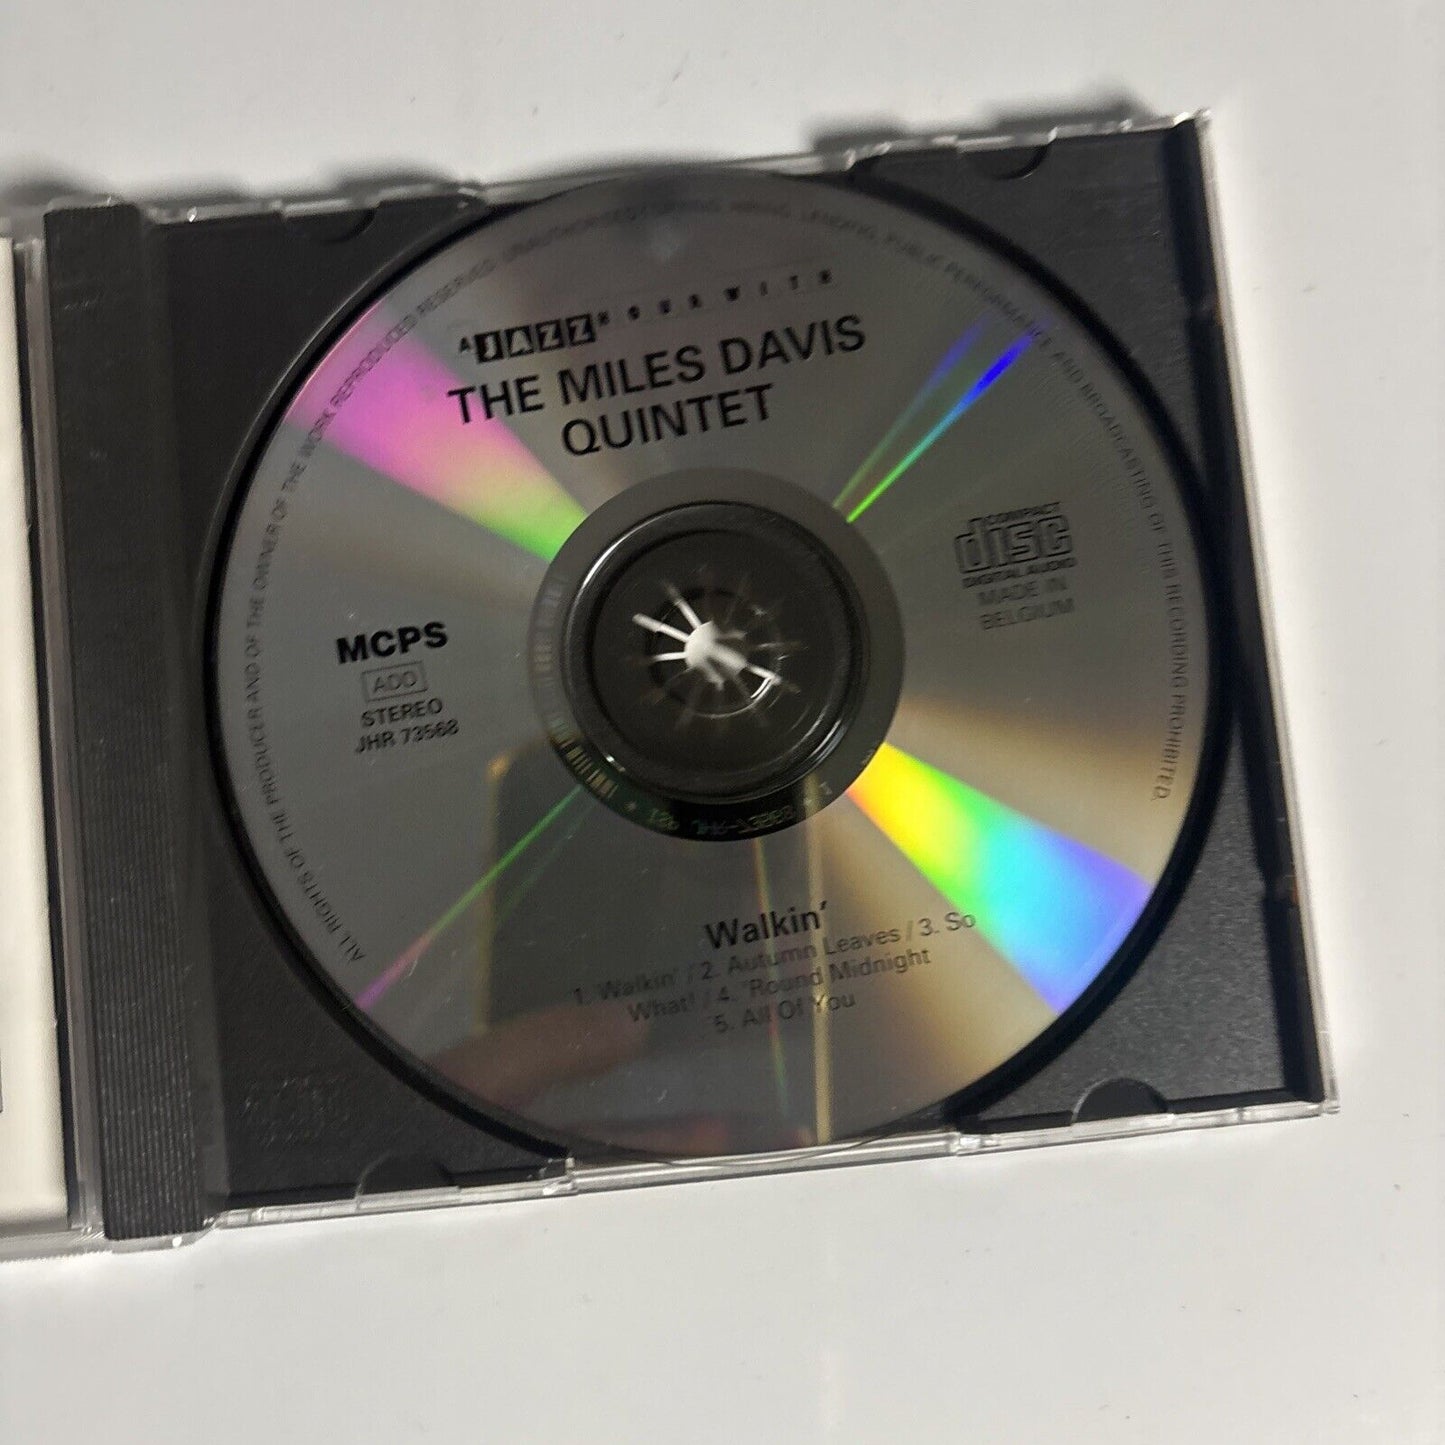 A JAZZ HOUR WITH
THE MILES DAVIS
QUINTET
COMPACT
disc
DIGITAL AUDIO
MADE IN
BELGIUM
MCPS
ADD
STEREO
JHR 73568
Walkin'
1. Walkin' / 2. Autumn Leaves / 3. So
What! / 4. 'Round Midnight
5. All Of You
ALL RIGHTS OF THE PRODUCER AND OF THE OWNER OF THE WORK REPRODUCED RESERVED. UNAUTHORISED COPYING, HIRING, LENDING, PUBLIC PERFORMANCE AND BROADCASTING OF THIS RECORDING PROHIBITED.